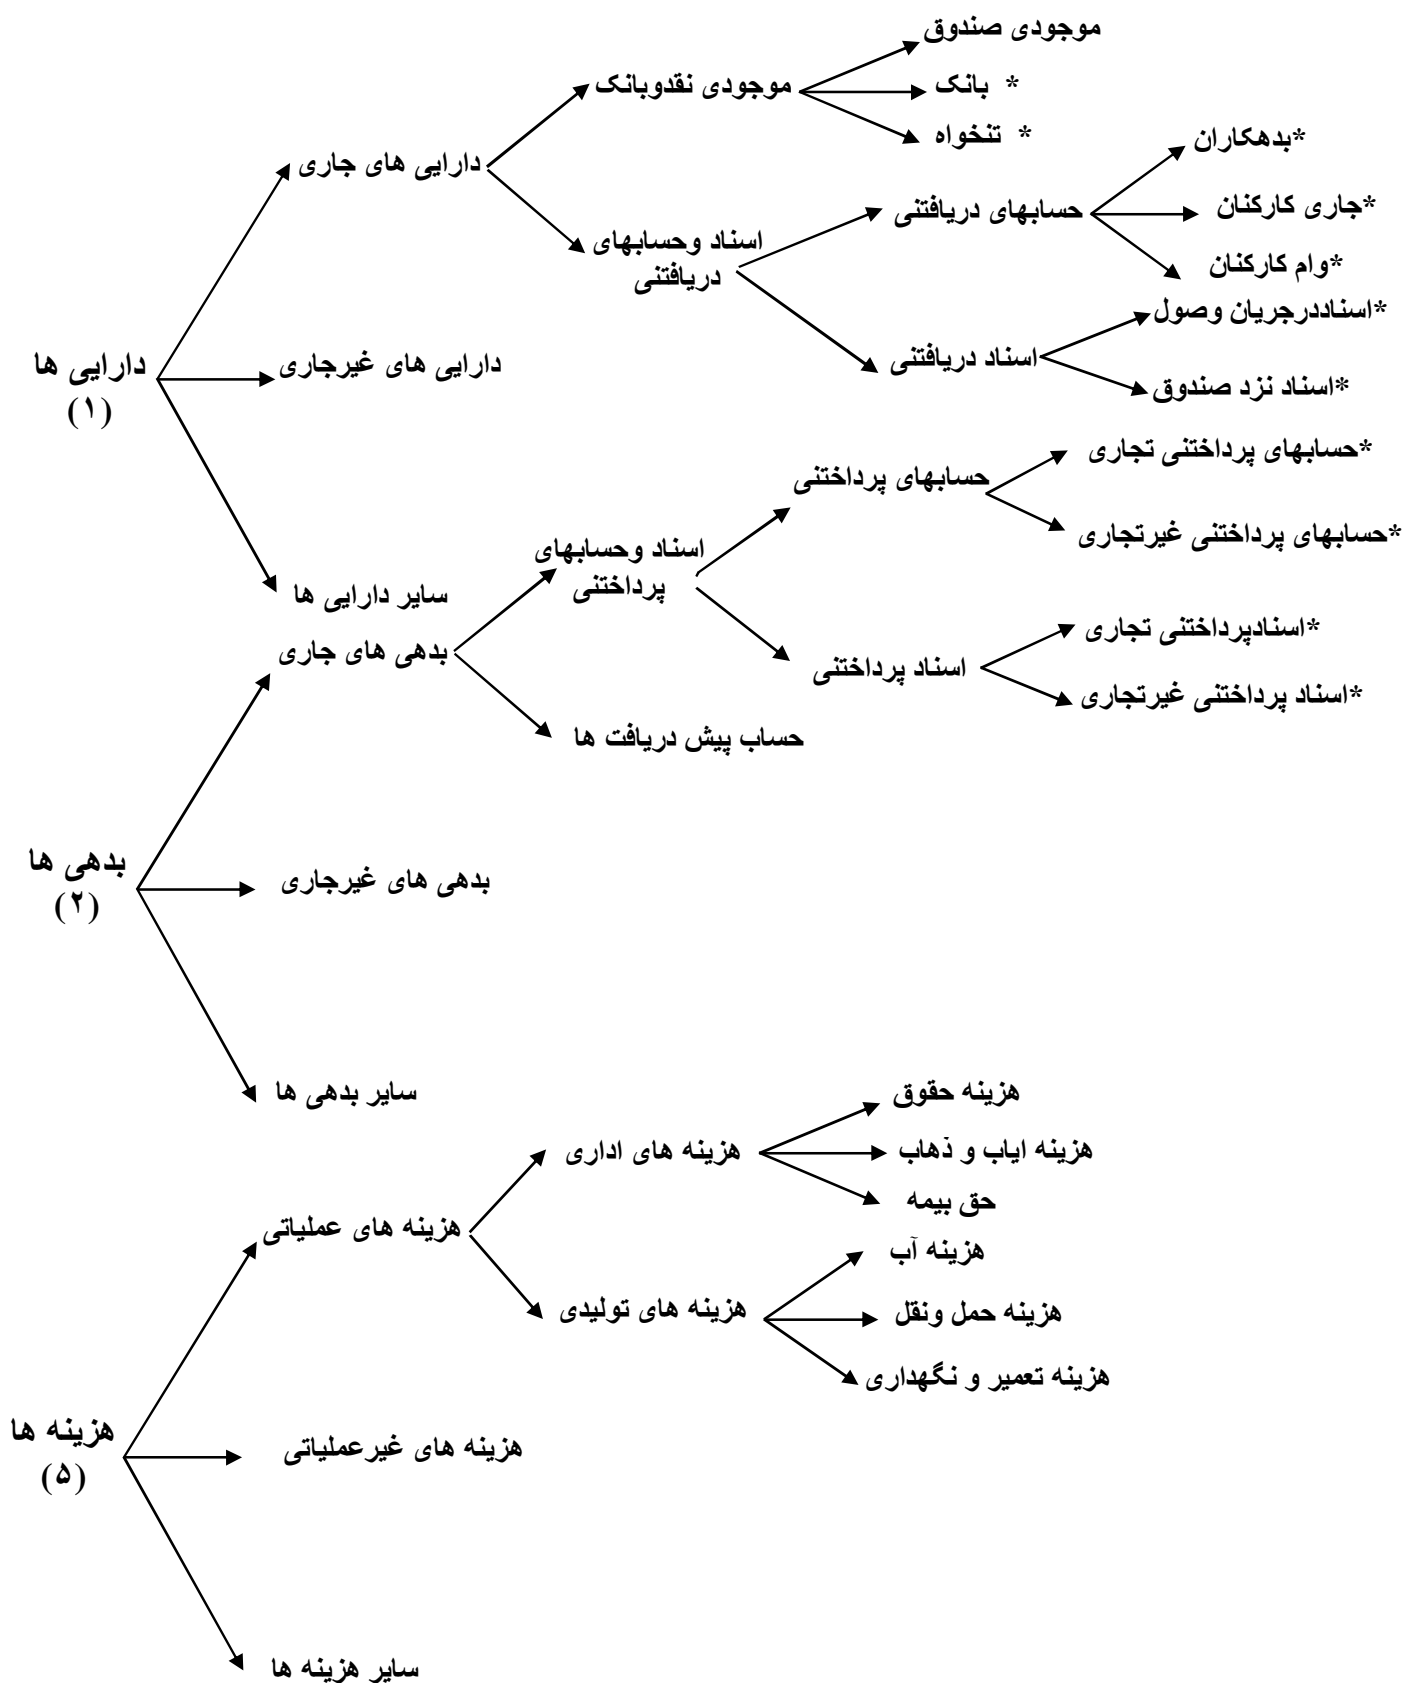 موجودی صندوق
موجودی نقدوبانک
* بانک
* تنخواه
*بدهکاران
دارایی های جاری
حسابهای دریافتنی
*جاری کارکنان
اسناد وحسابهای
دریافتنی
*وام کارکنان
*اسناددرجریان وصول
دارایی ها
(۱)
دارایی های غیرجاری
اسناد دریافتنی
*اسناد نزد صندوق
*حسابهای پرداختنی تجاری
حسابهای پرداختنی
*حسابهای پرداختنی غیرتجاری
اسناد وحسابهای
پرداختنی
سایر دارایی ها
بدهی های جاری
*اسنادپرداختنی تجاری
اسناد پرداختنی
*اسناد پرداختنی غیرتجاری
حساب پیش دریافت ها
بدهی ها
(۲)
بدهی های غیرجاری
سایر بدهی ها
هزینه حقوق
هزینه های اداری
هزینه ایاب و ذهاب
حق بیمه
هزینه های عملیاتی
هزینه آب
هزینه های تولیدی
هزینه حمل ونقل
هزینه تعمیر و نگهداری
هزینه ها
(۵)
هزینه های غیرعملیاتی
سایر هزینه ها